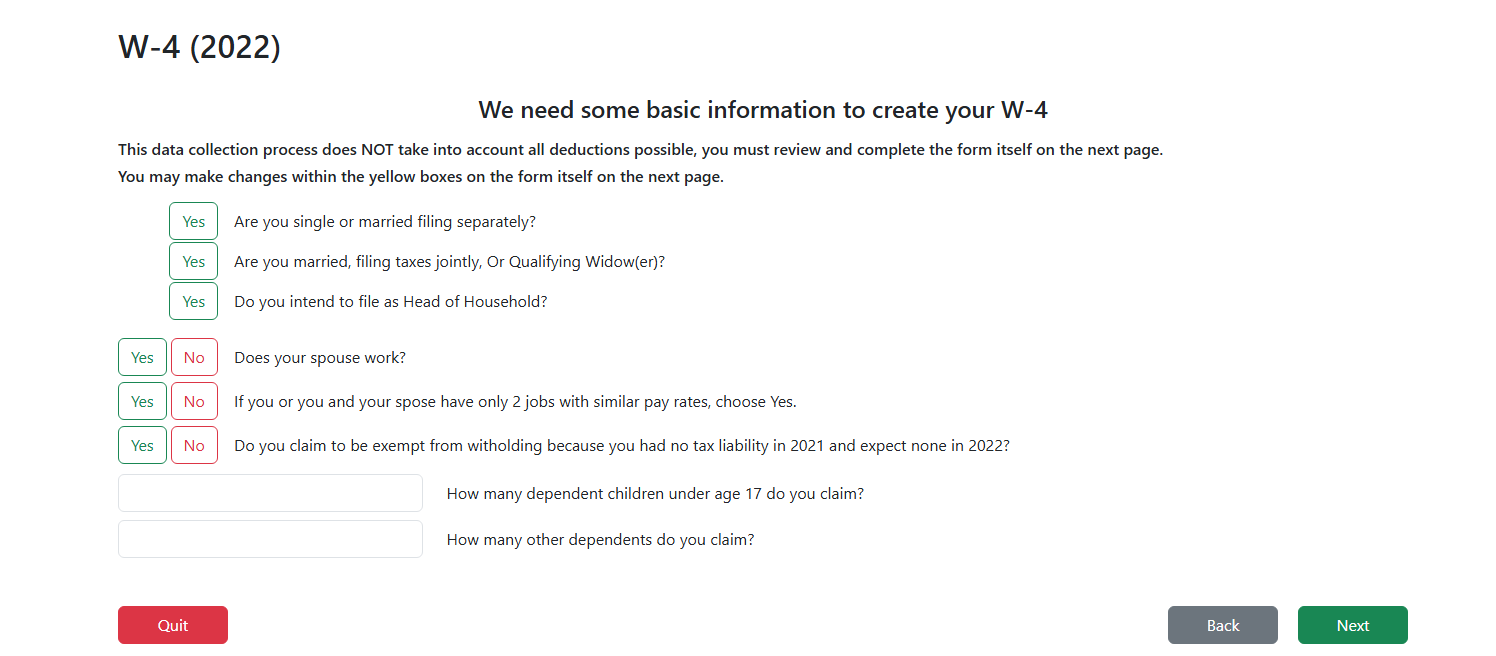 W-4 (2022)
We need some basic information to create your W-4
This data collection process does NOT take into account all deductions possible, you must review and complete the form itself on the next page.
You may make changes within the yellow boxes on the form itself on the next page.
Yes Are you single or married filing separately?
Yes Are you married, filing taxes jointly, Or Qualifying Widow(er)?
Yes Do you intend to file as Head of Household?
Yes No Does your spouse work?
Yes No If you or you and your spose have only 2 jobs with similar pay rates, choose Yes.
Yes No Do you claim to be exempt from witholding because you had no tax liability in 2021 and expect none in 2022?
How many dependent children under age 17 do you claim?
How many other dependents do you claim?
Quit Back Next